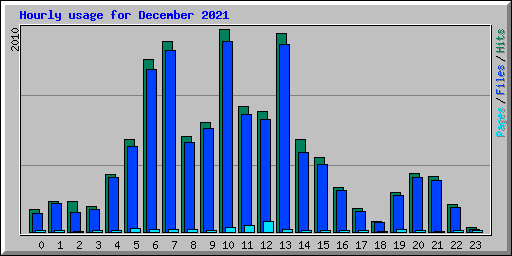 Hourly usage for December 2021
2010
Pages / Files / Hits
0 1 2 3 4 5 6 7 8 9 10 11 12 13 14 15 16 17 18 19 20 21 22 23